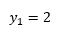 y₁ = 2